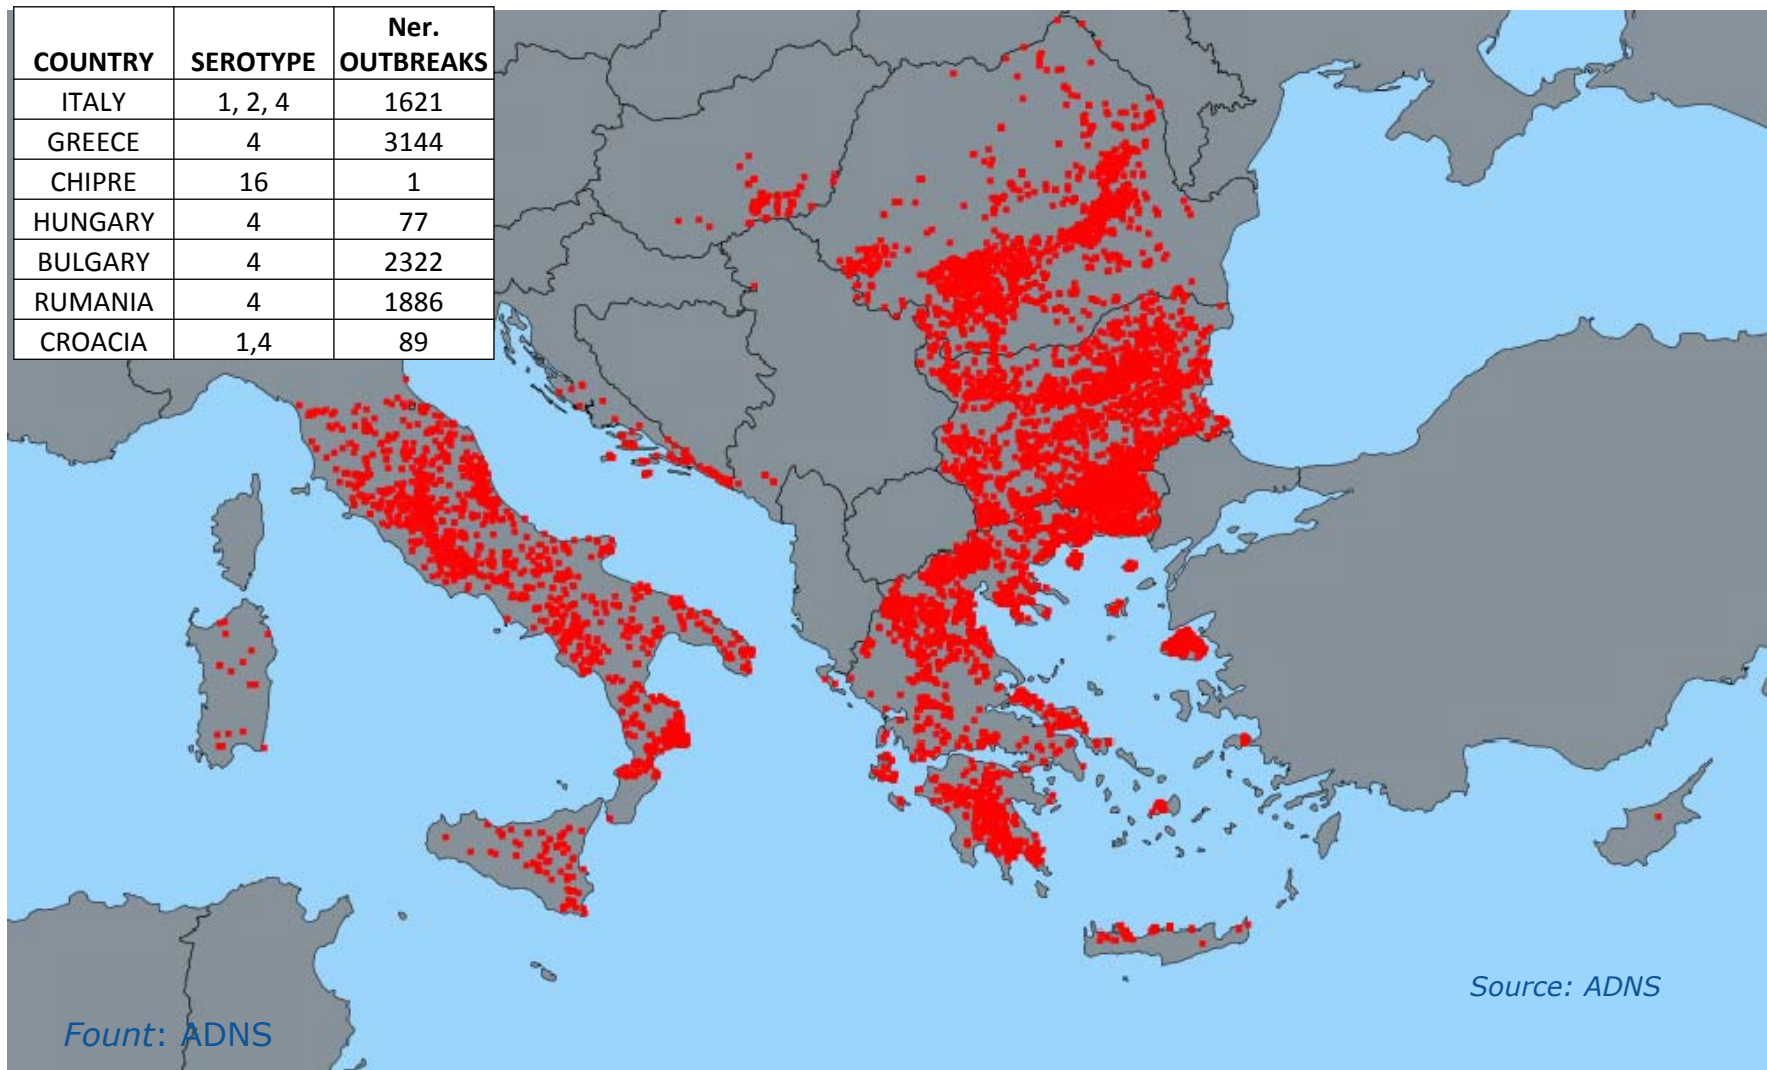 COUNTRY SEROTYPE Ner. OUTBREAKS
ITALY 1, 2, 4 1621
GREECE 4 3144
CHIPRE 16 1
HUNGARY 4 77
BULGARY 4 2322
RUMANIA 4 1886
CROACIA 1,4 89
Source: ADNS
Fount: ADNS